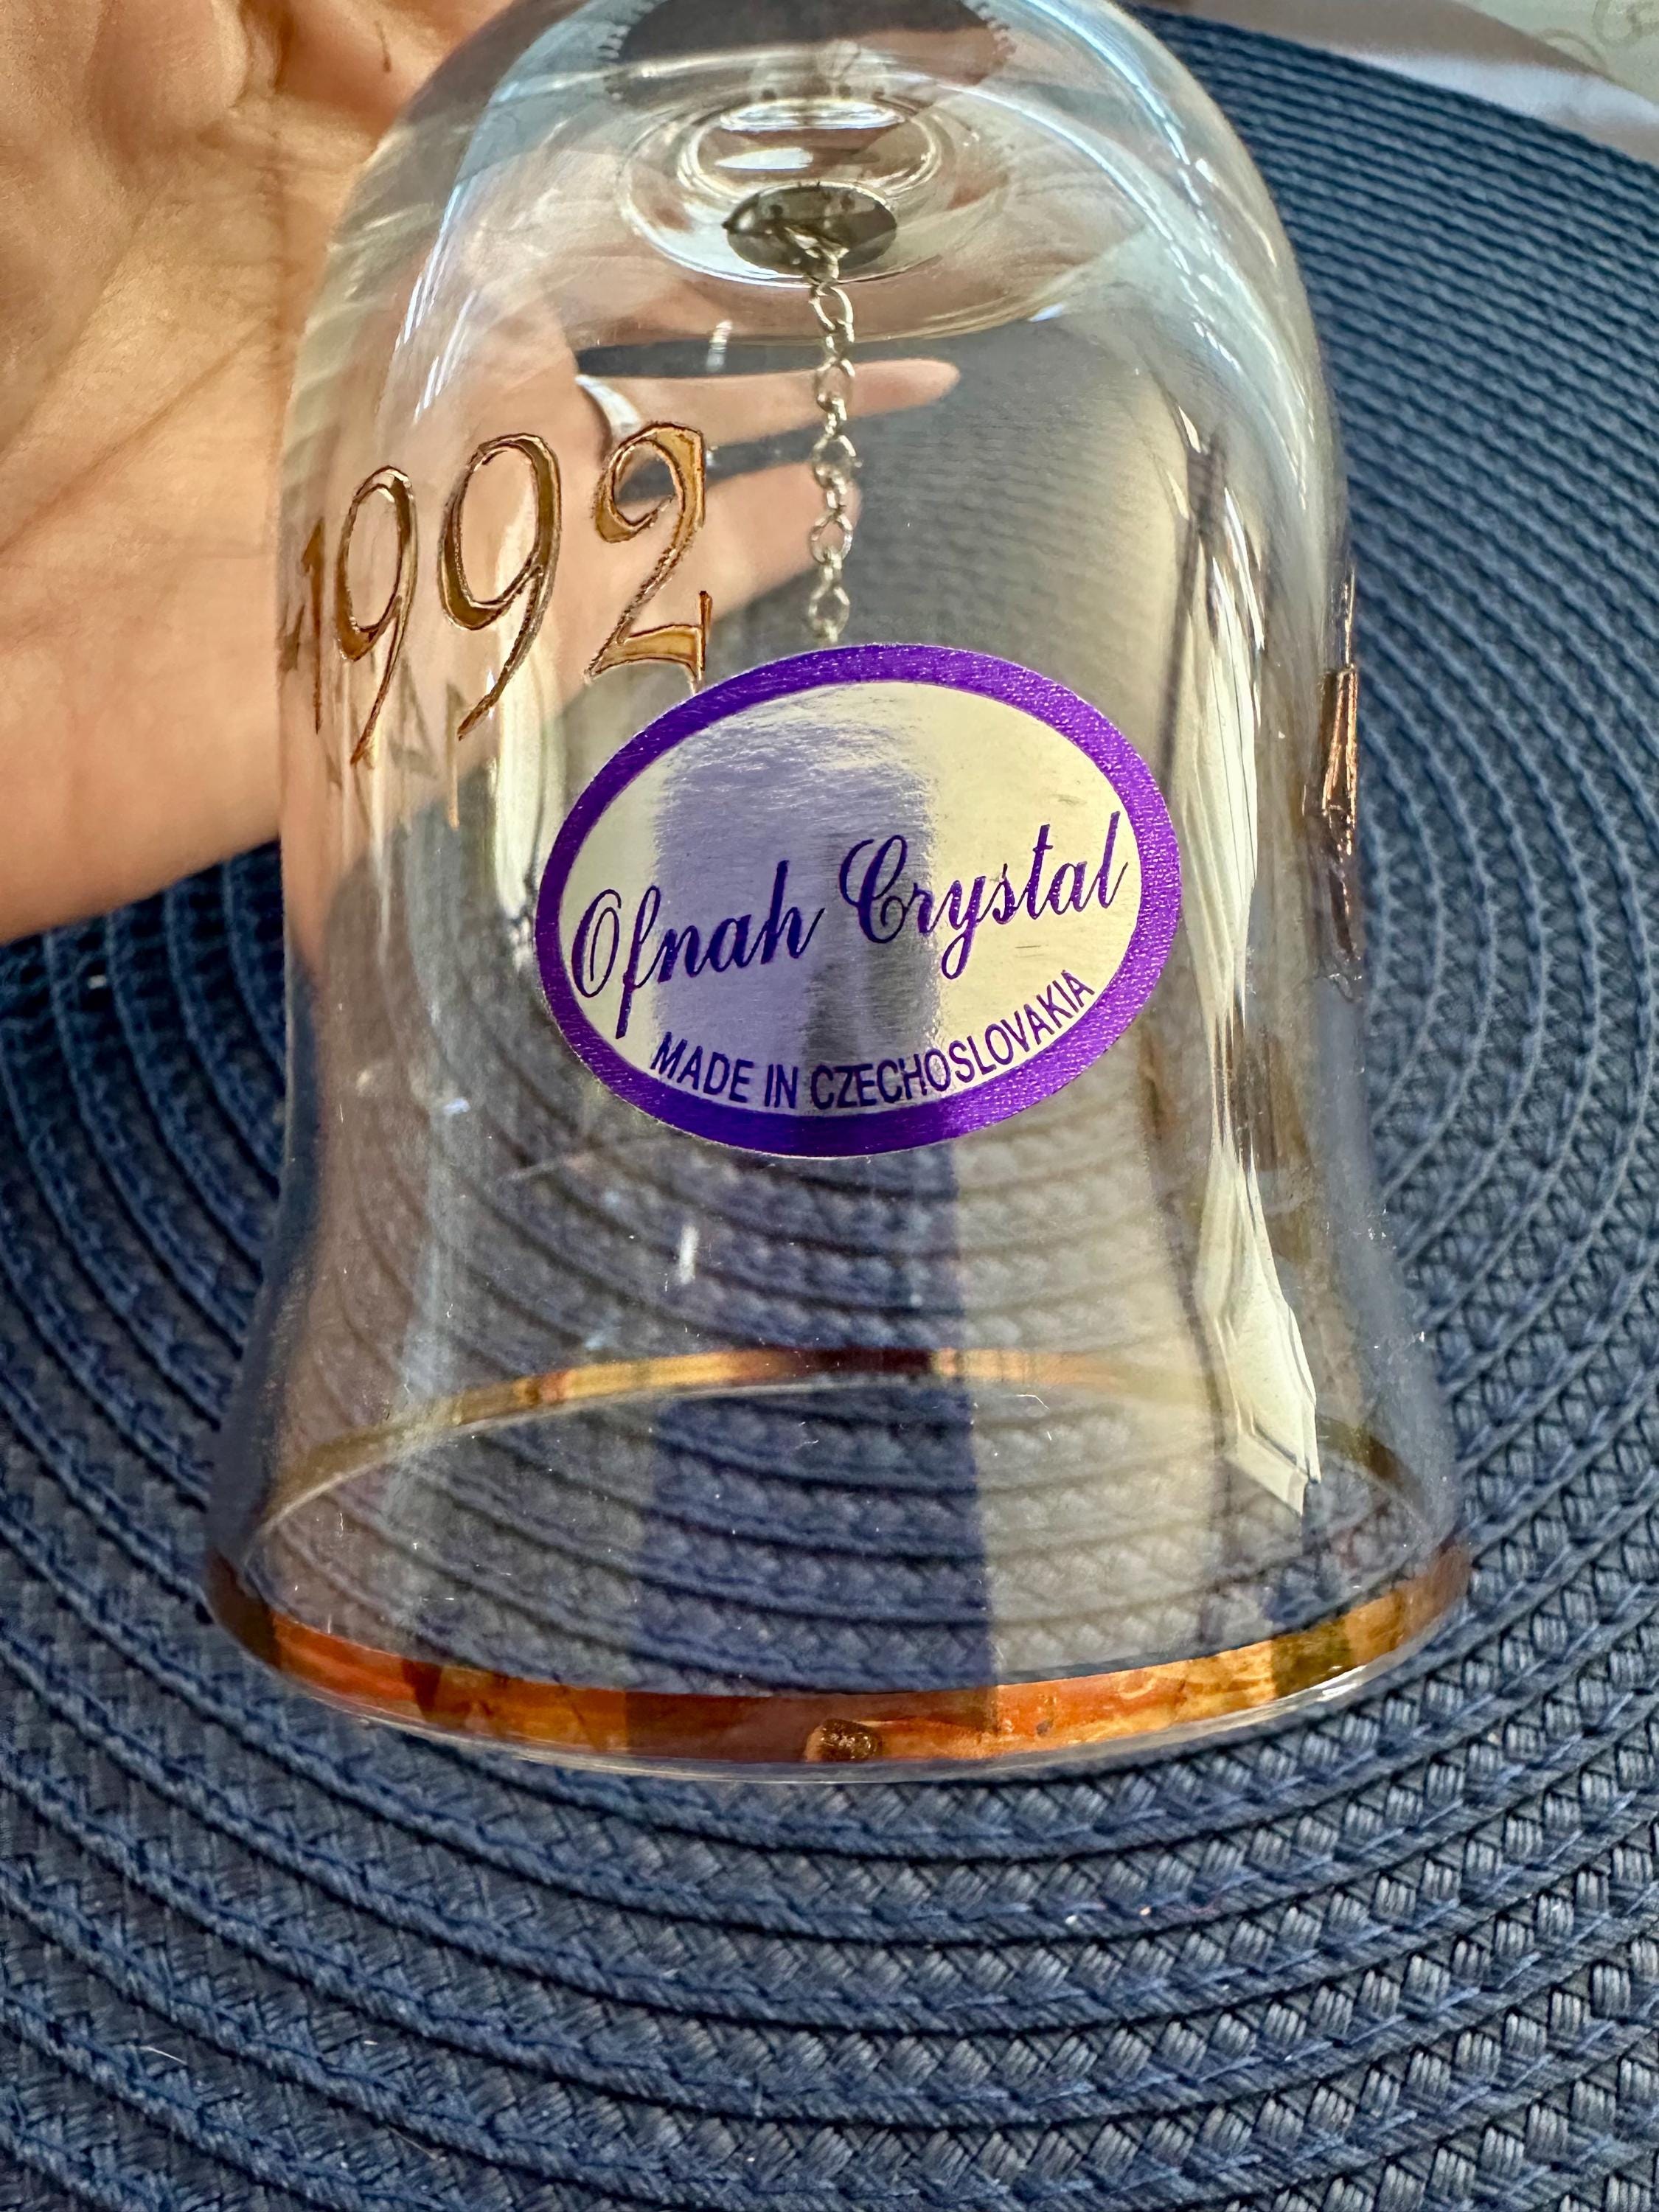 1992
Ofnah Crystal
MADE IN CZECHOSLOVAKIA